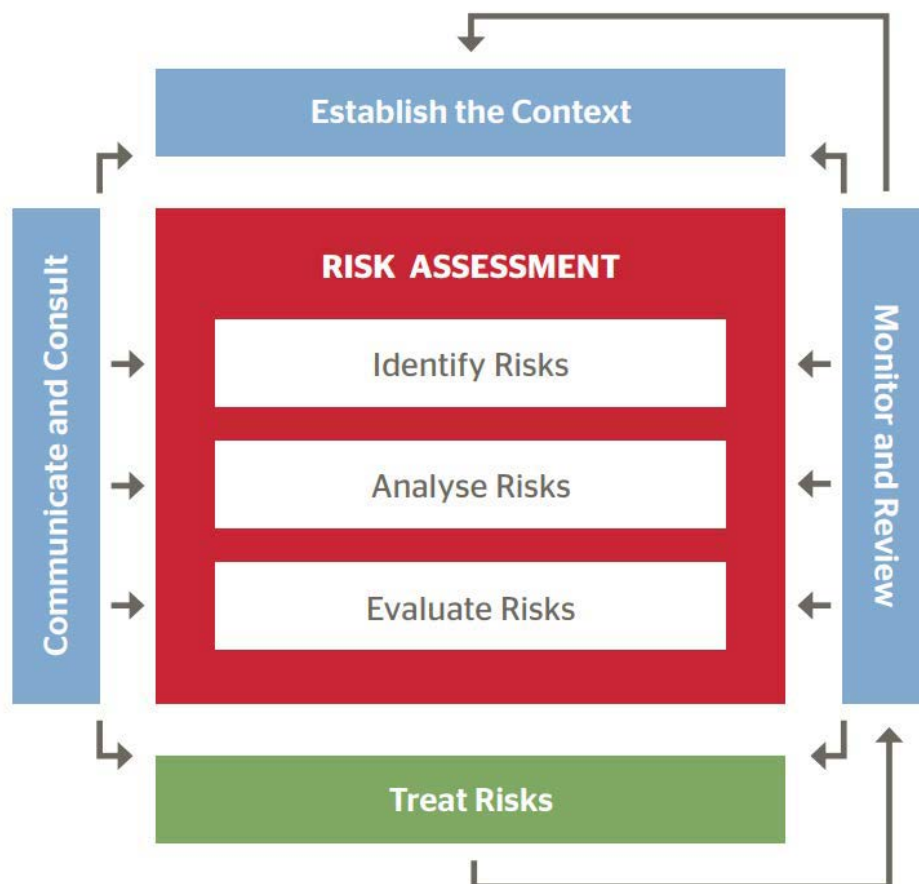 Establish the Context
Communicate and Consult
RISK ASSESSMENT
Identify Risks
Analyse Risks
Evaluate Risks
Monitor and Review
Treat Risks